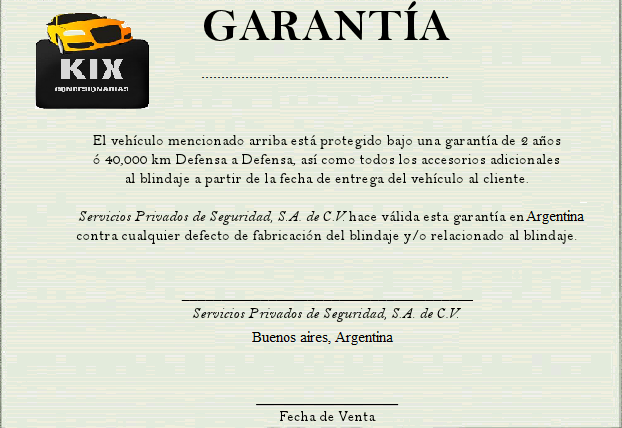 GARANTÍA
KIX
CONCESIONARIAS
El vehículo mencionado arriba está protegido bajo una garantía de 2 años
ó 40,000 km Defensa a Defensa, así como todos los accesorios adicionales
al blindaje a partir de la fecha de entrega del vehículo al cliente.
Servicios Privados de Seguridad, S.A. de C.V. hace válida esta garantía en Argentina
contra cualquier defecto de fabricación del blindaje y/o relacionado al blindaje.
Servicios Privados de Seguridad, S.A. de C.V.
Buenos aires, Argentina
Fecha de Venta